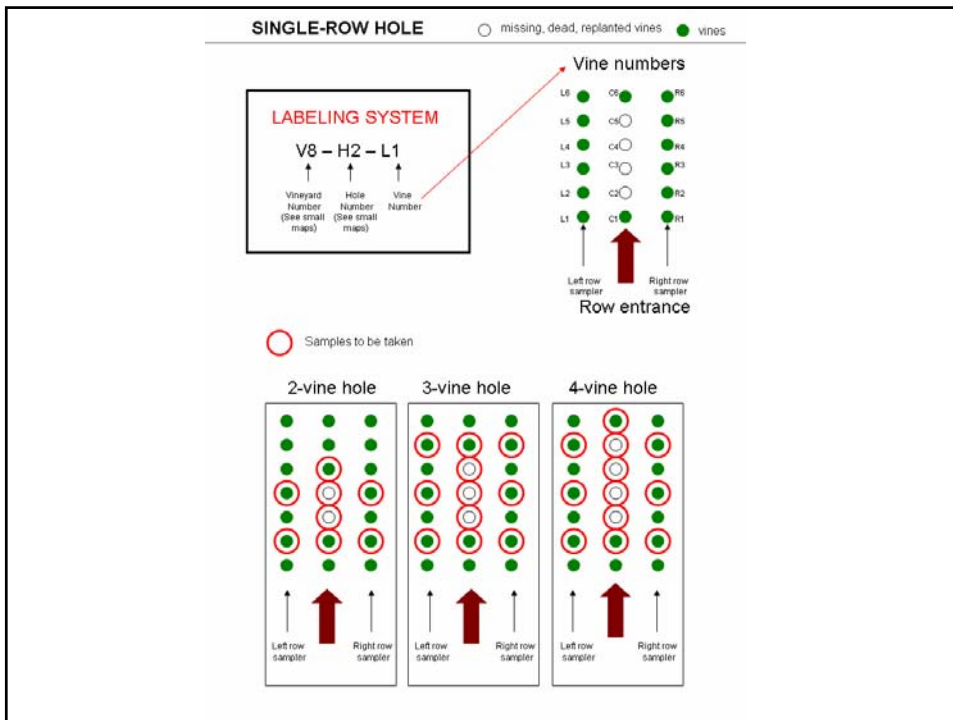 SINGLE-ROW HOLE
missing, dead, replanted vines
vines
LABELING SYSTEM
V8 – H2 – L1
Vineyard
Number
(See small
maps)
Hole
Number
(See small
maps)
Vine
Number
Vine numbers
L6 C6 R6
L5 C5 R5
L4 C4 R4
L3 C3 R3
L2 C2 R2
L1 C1 R1
Left row
sampler
Right row
sampler
Row entrance
Samples to be taken
2-vine hole
3-vine hole
4-vine hole
Left row
sampler
Right row
sampler
Left row
sampler
Right row
sampler
Left row
sampler
Right row
sampler